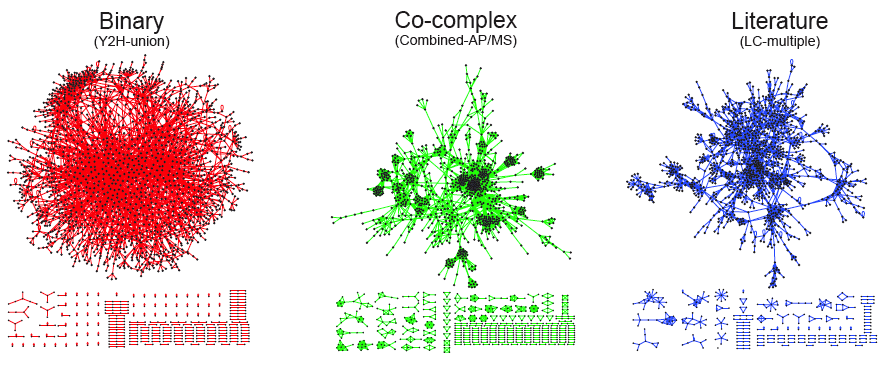 Binary
(Y2H-union)
Co-complex
(Combined-AP/MS)
Literature
(LC-multiple)